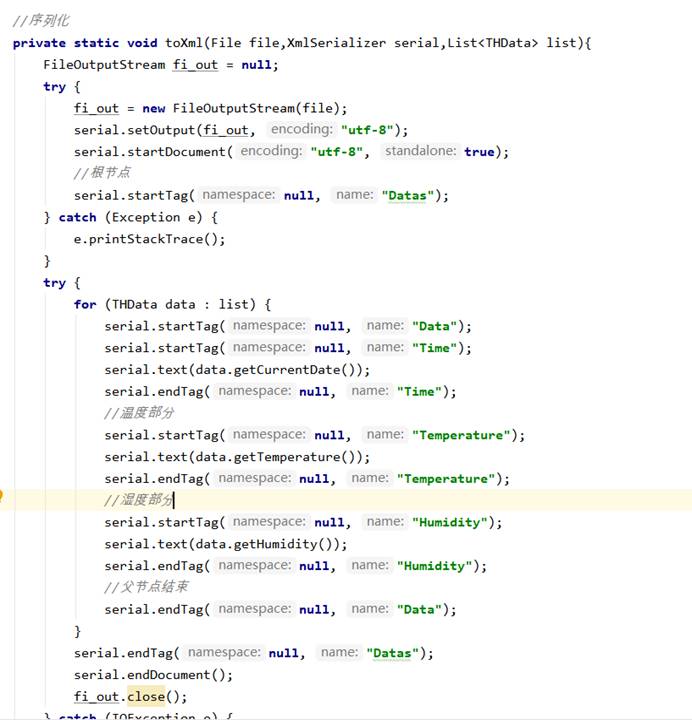 //序列化
private static void toXml(File file,XmlSerializer serial,List<THData> list){
    FileOutputStream fi_out = null;
    try {
        fi_out = new FileOutputStream(file);
        serial.setOutput(fi_out, encoding: "utf-8");
        serial.startDocument( encoding: "utf-8", standalone: true);
        //根节点
        serial.startTag( namespace: null, name: "Datas");
    } catch (Exception e) {
        e.printStackTrace();
    }
    try {
        for (THData data : list) {
            serial.startTag( namespace: null, name: "Data");
            serial.startTag( namespace: null, name: "Time");
            serial.text(data.getCurrentDate());
            serial.endTag( namespace: null, name: "Time");
            //温度部分
            serial.startTag( namespace: null, name: "Temperature");
            serial.text(data.getTemperature());
            serial.endTag( namespace: null, name: "Temperature");
            //湿度部分
            serial.startTag( namespace: null, name: "Humidity");
            serial.text(data.getHumidity());
            serial.endTag( namespace: null, name: "Humidity");
            //父节点结束
            serial.endTag( namespace: null, name: "Data");
        }
        serial.endTag( namespace: null, name: "Datas");
        serial.endDocument();
        fi_out.close();
    } catch (IOException e) {